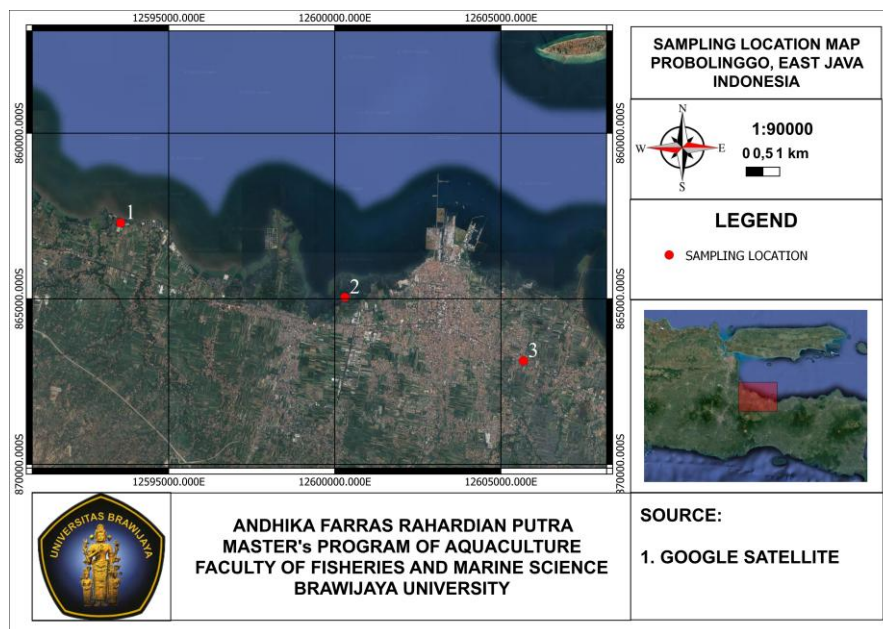 12595000.000E 12600000.000E 12605000.000E
860000.000S 865000.000S 870000.000S
1
2
3
860000.000S 865000.000S 870000.000S
12595000.000E 12600000.000E 12605000.000E
SAMPLING LOCATION MAP
PROBOLINGGO, EAST JAVA
INDONESIA
N
W E
S
1:90000
0 0,5 1 km
LEGEND
SAMPLING LOCATION
UNIVERSITAS BRAWIJAYA
ANDHIKA FARRAS RAHARDIAN PUTRA
MASTER's PROGRAM OF AQUACULTURE
FACULTY OF FISHERIES AND MARINE SCIENCE
BRAWIJAYA UNIVERSITY
SOURCE:
1. GOOGLE SATELLITE